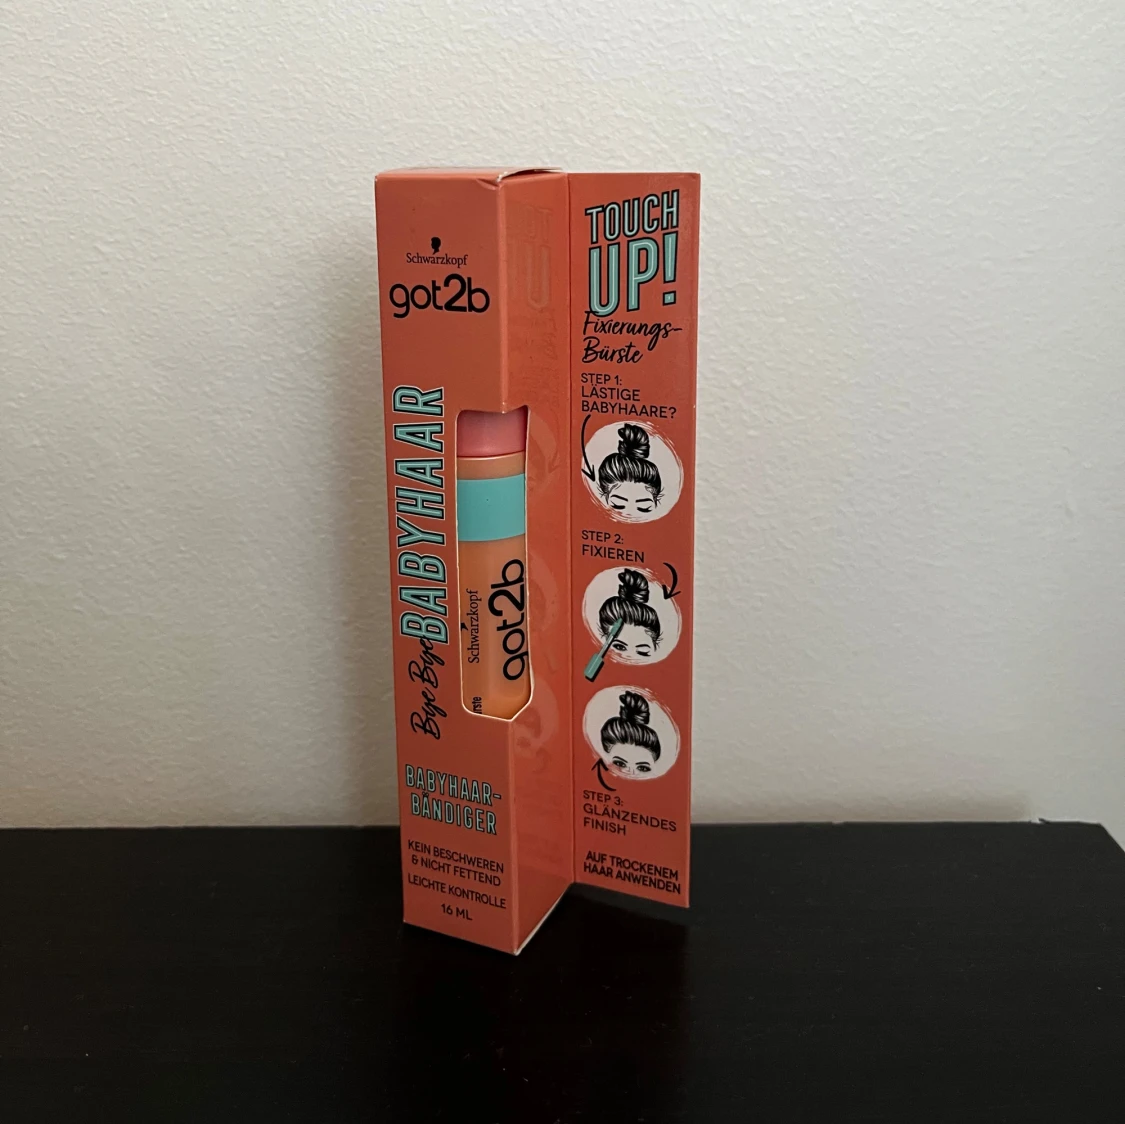 Schwarzkopf
got2b
Bye Bye BABYHAAR
BABYHAAR-
BÄNDIGER
KEIN BESCHWEREN
& NICHT FETTEND
LEICHTE KONTROLLE
16 ML
Schwarzkopf
got2b
TOUCH
UP!
Fixierungs-
Bürste
STEP 1:
LÄSTIGE
BABYHAARE?
STEP 2:
FIXIEREN
STEP 3:
GLÄNZENDES
FINISH
AUF TROCKENEM
HAAR ANWENDEN